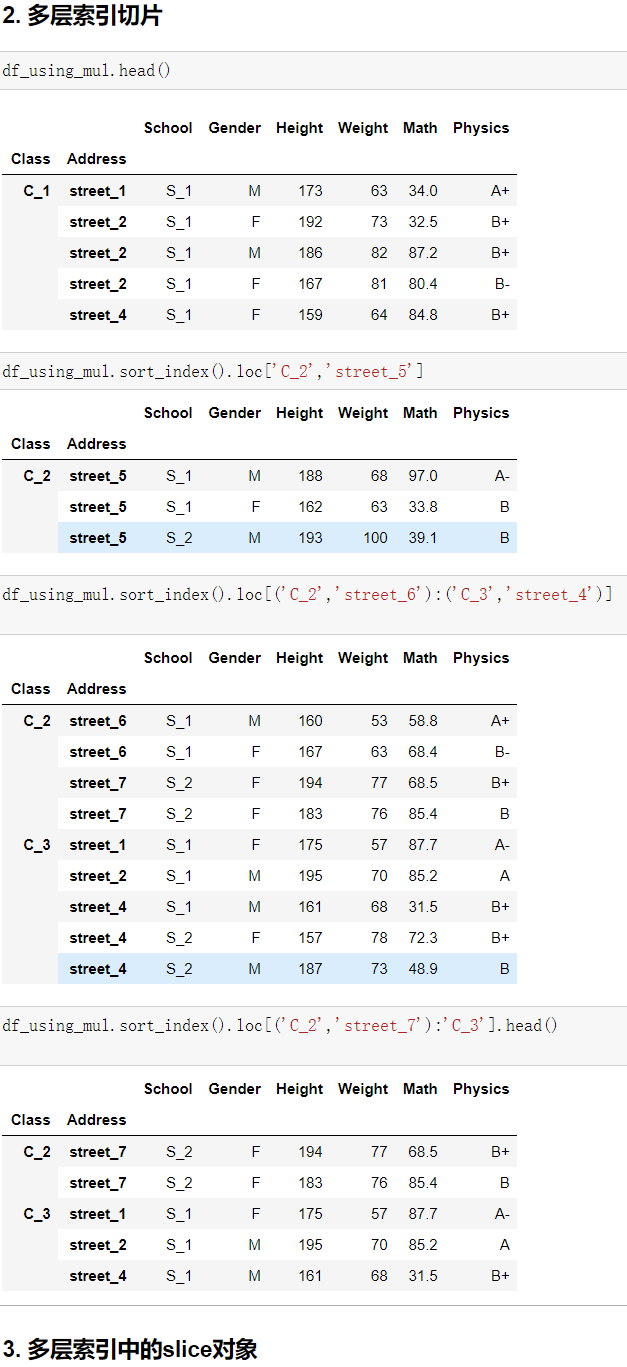 2. 多层索引切片
df_using_mul.head()
School Gender Height Weight Math Physics
Class Address
C_1 street_1 S_1 M 173 63 34.0 A+
street_2 S_1 F 192 73 32.5 B+
street_2 S_1 M 186 82 87.2 B+
street_2 S_1 F 167 81 80.4 B-
street_4 S_1 F 159 64 84.8 B+
df_using_mul.sort_index().loc['C_2','street_5']
School Gender Height Weight Math Physics
Class Address
C_2 street_5 S_1 M 188 68 97.0 A-
street_5 S_1 F 162 63 33.8 B
street_5 S_2 M 193 100 39.1 B
df_using_mul.sort_index().loc[('C_2','street_6'):('C_3','street_4')]
School Gender Height Weight Math Physics
Class Address
C_2 street_6 S_1 M 160 53 58.8 A+
street_6 S_1 F 167 63 68.4 B-
street_7 S_2 F 194 77 68.5 B+
street_7 S_2 F 183 76 85.4 B
C_3 street_1 S_1 F 175 57 87.7 A-
street_2 S_1 M 195 70 85.2 A
street_4 S_1 M 161 68 31.5 B+
street_4 S_2 F 157 78 72.3 B+
street_4 S_2 M 187 73 48.9 B
df_using_mul.sort_index().loc[('C_2','street_7'):'C_3'].head()
School Gender Height Weight Math Physics
Class Address
C_2 street_7 S_2 F 194 77 68.5 B+
street_7 S_2 F 183 76 85.4 B
C_3 street_1 S_1 F 175 57 87.7 A-
street_2 S_1 M 195 70 85.2 A
street_4 S_1 M 161 68 31.5 B+
3. 多层索引中的slice对象